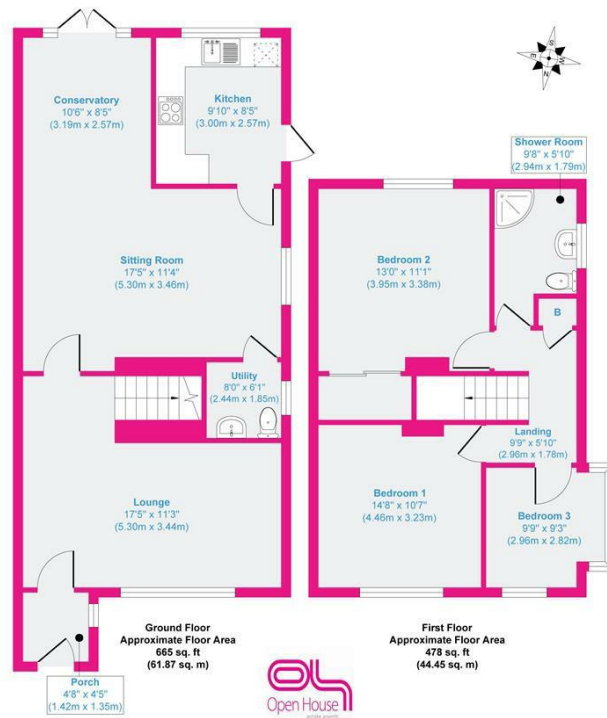 Conservatory
10'6" x 8'5"
(3.19m x 2.57m)
Kitchen
9'10" x 8'5"
(3.00m x 2.57m)
S
W
E
N
Shower Room
9'8" x 5'10"
(2.94m x 1.79m)
Sitting Room
17'5" x 11'4"
(5.30m x 3.46m)
Bedroom 2
13'0" x 11'1"
(3.95m x 3.38m)
B
Utility
8'0" x 6'1"
(2.44m x 1.85m)
Landing
9'9" x 5'10"
(2.96m x 1.78m)
Lounge
17'5" x 11'3"
(5.30m x 3.44m)
Bedroom 1
14'8" x 10'7"
(4.46m x 3.23m)
Bedroom 3
9'9" x 9'3"
(2.96m x 2.82m)
Ground Floor
Approximate Floor Area
665 sq. ft
(61.87 sq. m)
First Floor
Approximate Floor Area
478 sq. ft
(44.45 sq. m)
Porch
4'8" x 4'5"
(1.42m x 1.35m)
Open House